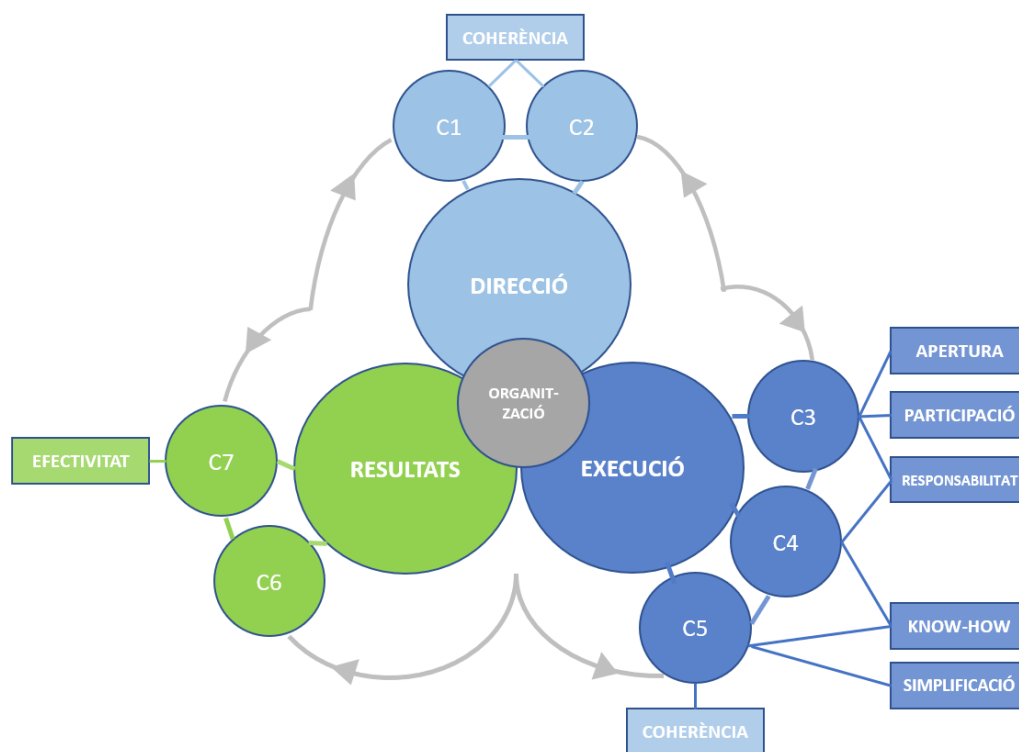 COHERÈNCIA
C1
C2
DIRECCIÓ
ORGANIT-
ZACIÓ
RESULTATS
EXECUCIÓ
C3
C4
C5
C6
C7
APERTURA
PARTICIPACIÓ
RESPONSABILITAT
KNOW-HOW
SIMPLIFICACIÓ
COHERÈNCIA
EFECTIVITAT